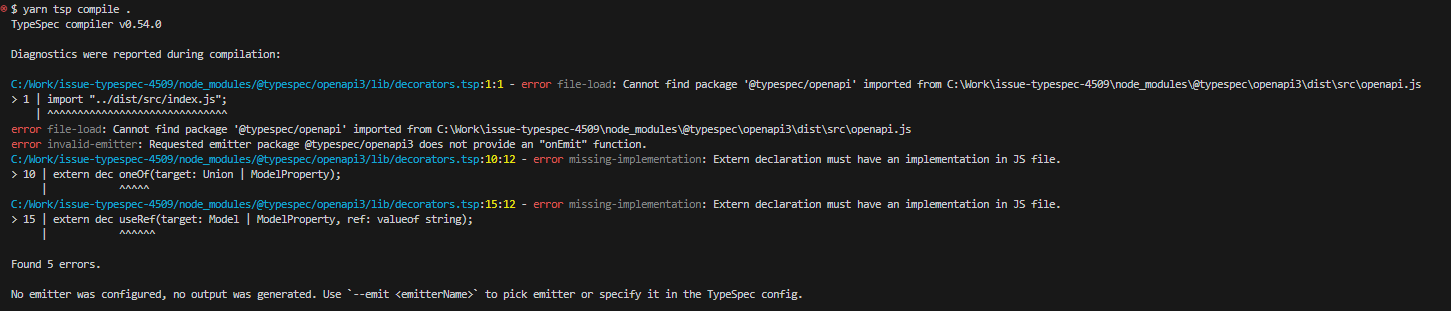 $ yarn tsp compile .
TypeSpec compiler v0.54.0
Diagnostics were reported during compilation:
C:/Work/issue-typespec-4509/node_modules/@typespec/openapi3/lib/decorators.tsp:1:1 - error file-load: Cannot find package '@typespec/openapi' imported from C:\Work\issue-typespec-4509\node_modules\@typespec\openapi3\dist\src\openapi.js
> 1 | import "../dist/src/index.js";
| ^^^^^^^^^^^^^^^^^^^^^^^^^^^^^^
error file-load: Cannot find package '@typespec/openapi' imported from C:\Work\issue-typespec-4509\node_modules\@typespec\openapi3\dist\src\openapi.js
error invalid-emitter: Requested emitter package @typespec/openapi3 does not provide an "onEmit" function.
C:/Work/issue-typespec-4509/node_modules/@typespec/openapi3/lib/decorators.tsp:10:12 - error missing-implementation: Extern declaration must have an implementation in JS file.
> 10 | extern dec oneOf(target: Union | ModelProperty);
| ^^^^^
C:/Work/issue-typespec-4509/node_modules/@typespec/openapi3/lib/decorators.tsp:15:12 - error missing-implementation: Extern declaration must have an implementation in JS file.
> 15 | extern dec useRef(target: Model | ModelProperty, ref: valueof string);
| ^^^^^^
Found 5 errors.
No emitter was configured, no output was generated. Use `--emit <emitterName>` to pick emitter or specify it in the TypeSpec config.